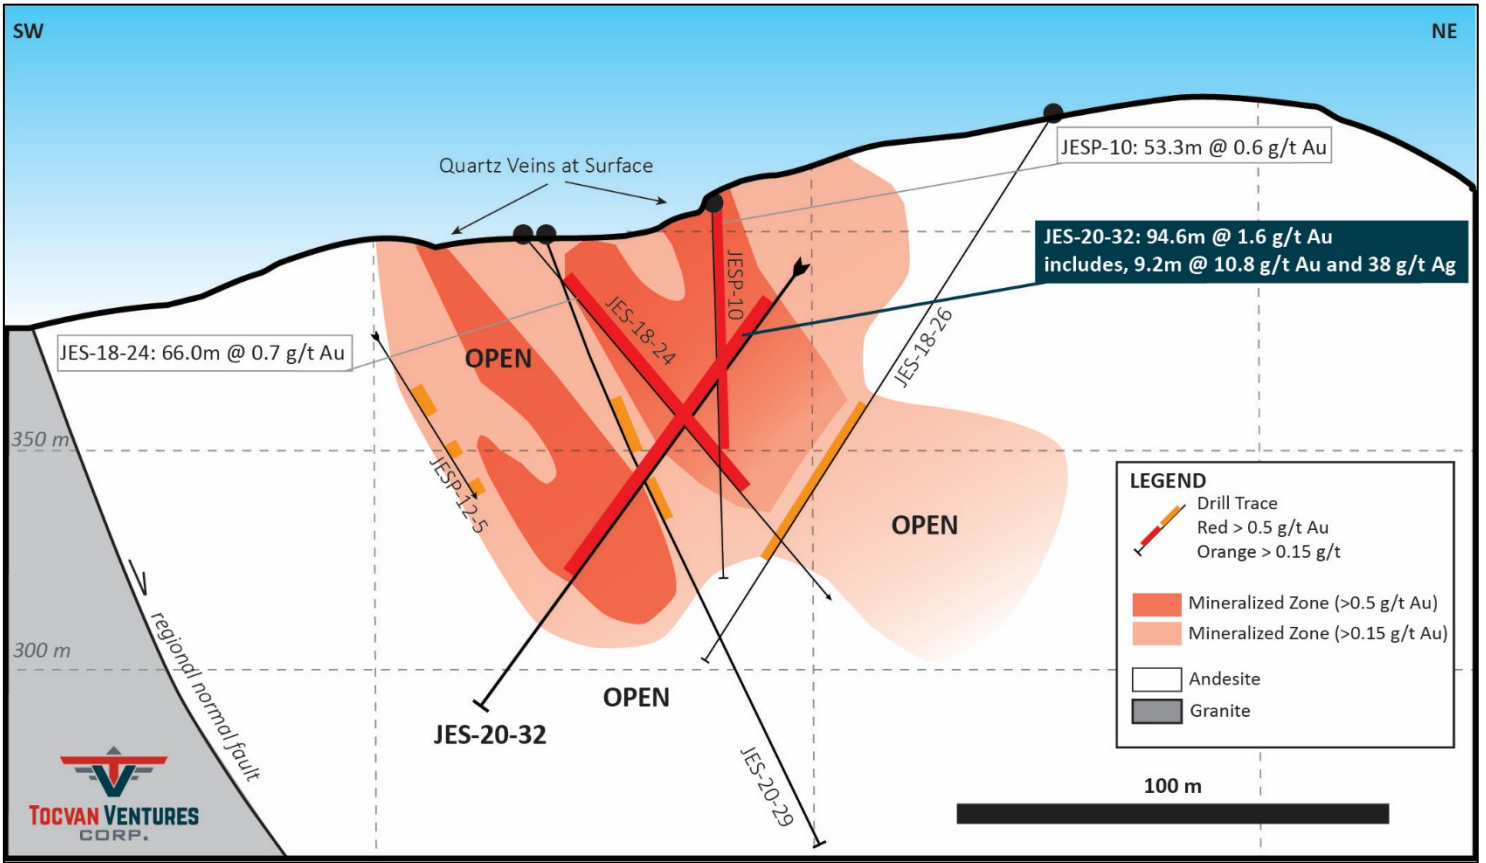 SW
NE
Quartz Veins at Surface
JESP-10: 53.3m @ 0.6 g/t Au
JES-20-32: 94.6m @ 1.6 g/t Au
includes, 9.2m @ 10.8 g/t Au and 38 g/t Ag
JESP-10
JES-18-24
JES-18-26
JES-18-24: 66.0m @ 0.7 g/t Au
OPEN
350 m
JESP-12-5
OPEN
LEGEND
Drill Trace
Red > 0.5 g/t Au
Orange > 0.15 g/t
Mineralized Zone (>0.5 g/t Au)
Mineralized Zone (>0.15 g/t Au)
Andesite
Granite
regional normal fault
300 m
OPEN
JES-20-32
JES-20-29
100 m
TOCVAN VENTURES
CORP.